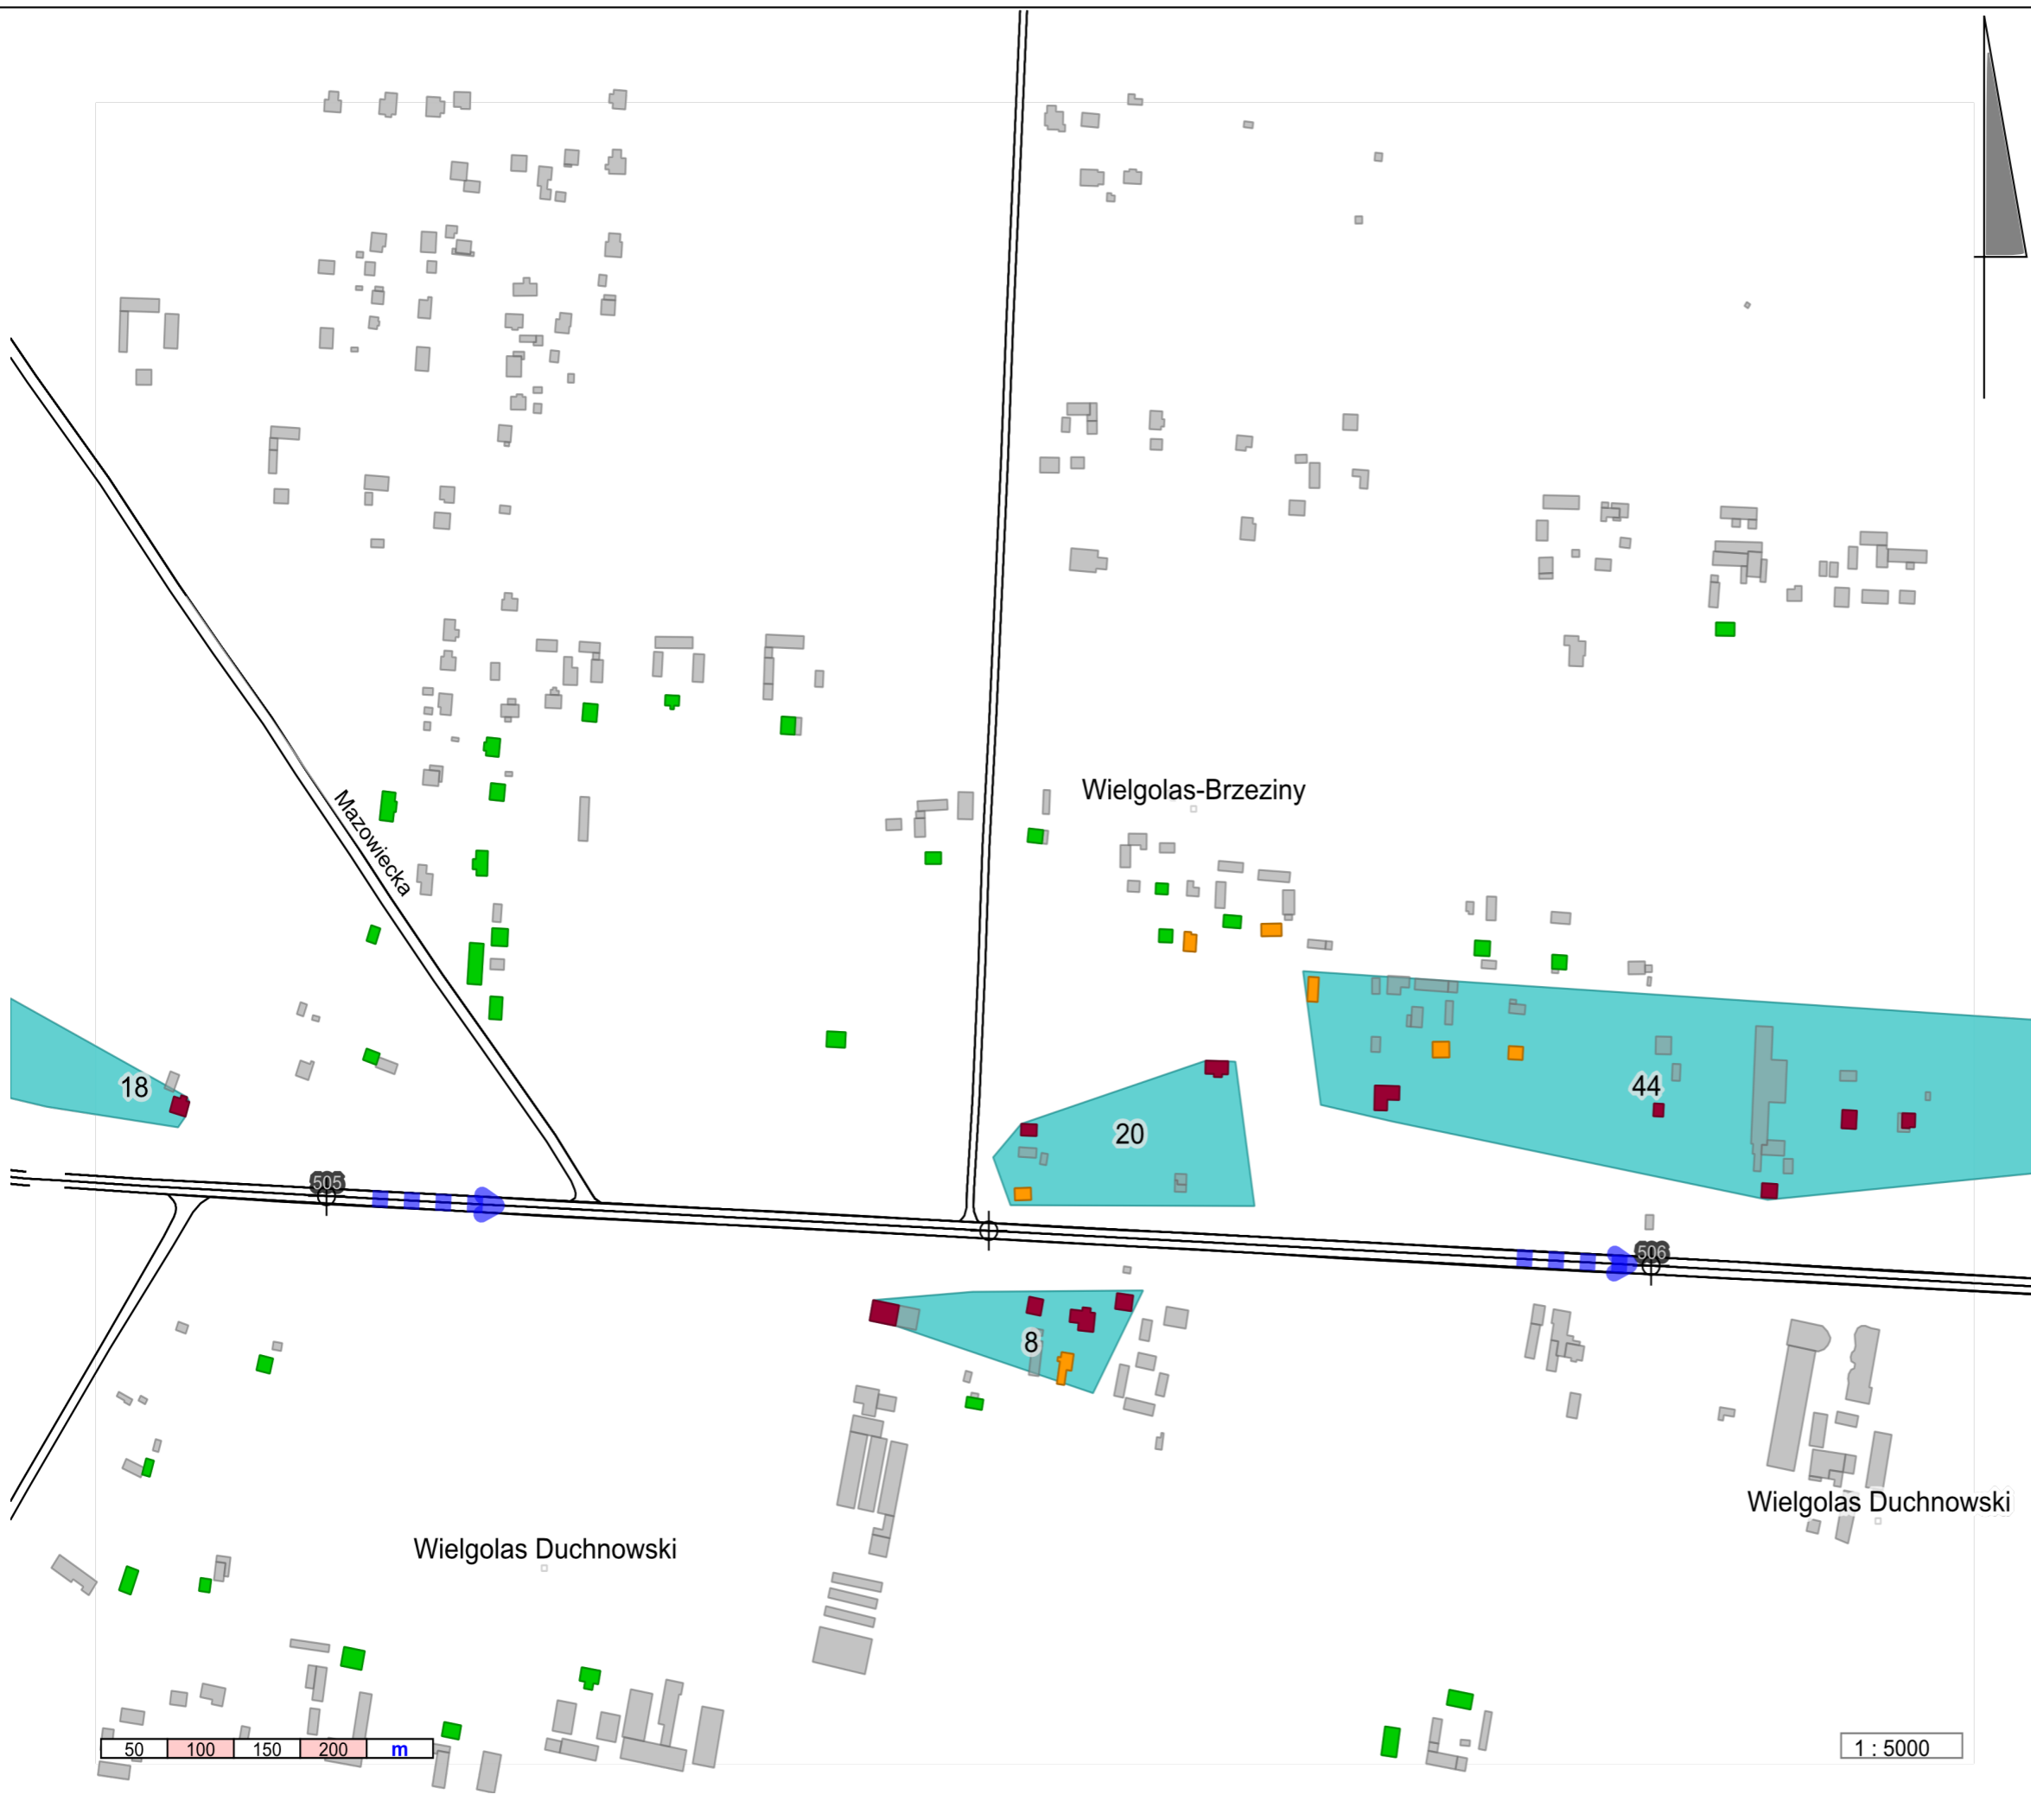 Wielgolas-Brzeziny
Mazowiecka
18
44
20
505
506
8
Wielgolas Duchnowski
Wielgolas Duchnowski
50 100 150 200 m
1 : 5000